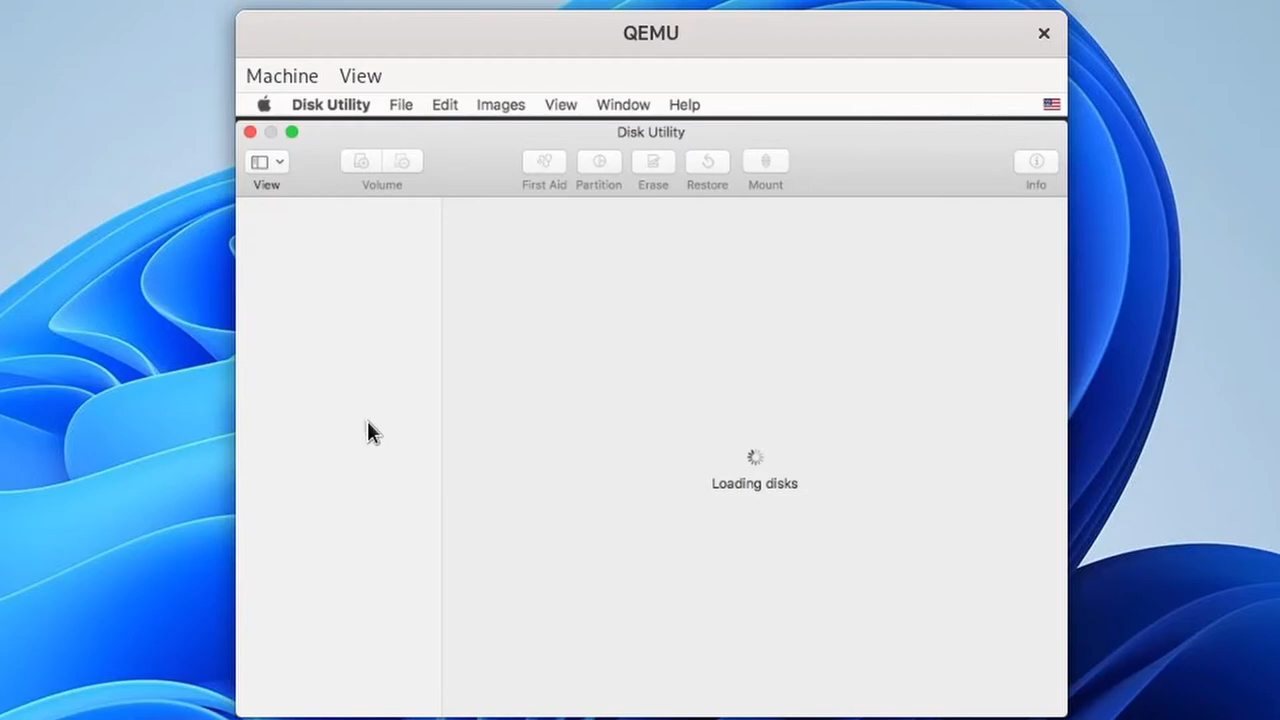 QEMU
Machine View
Disk Utility File Edit Images View Window Help
Disk Utility
View Volume First Aid Partition Erase Restore Mount Info
Loading disks